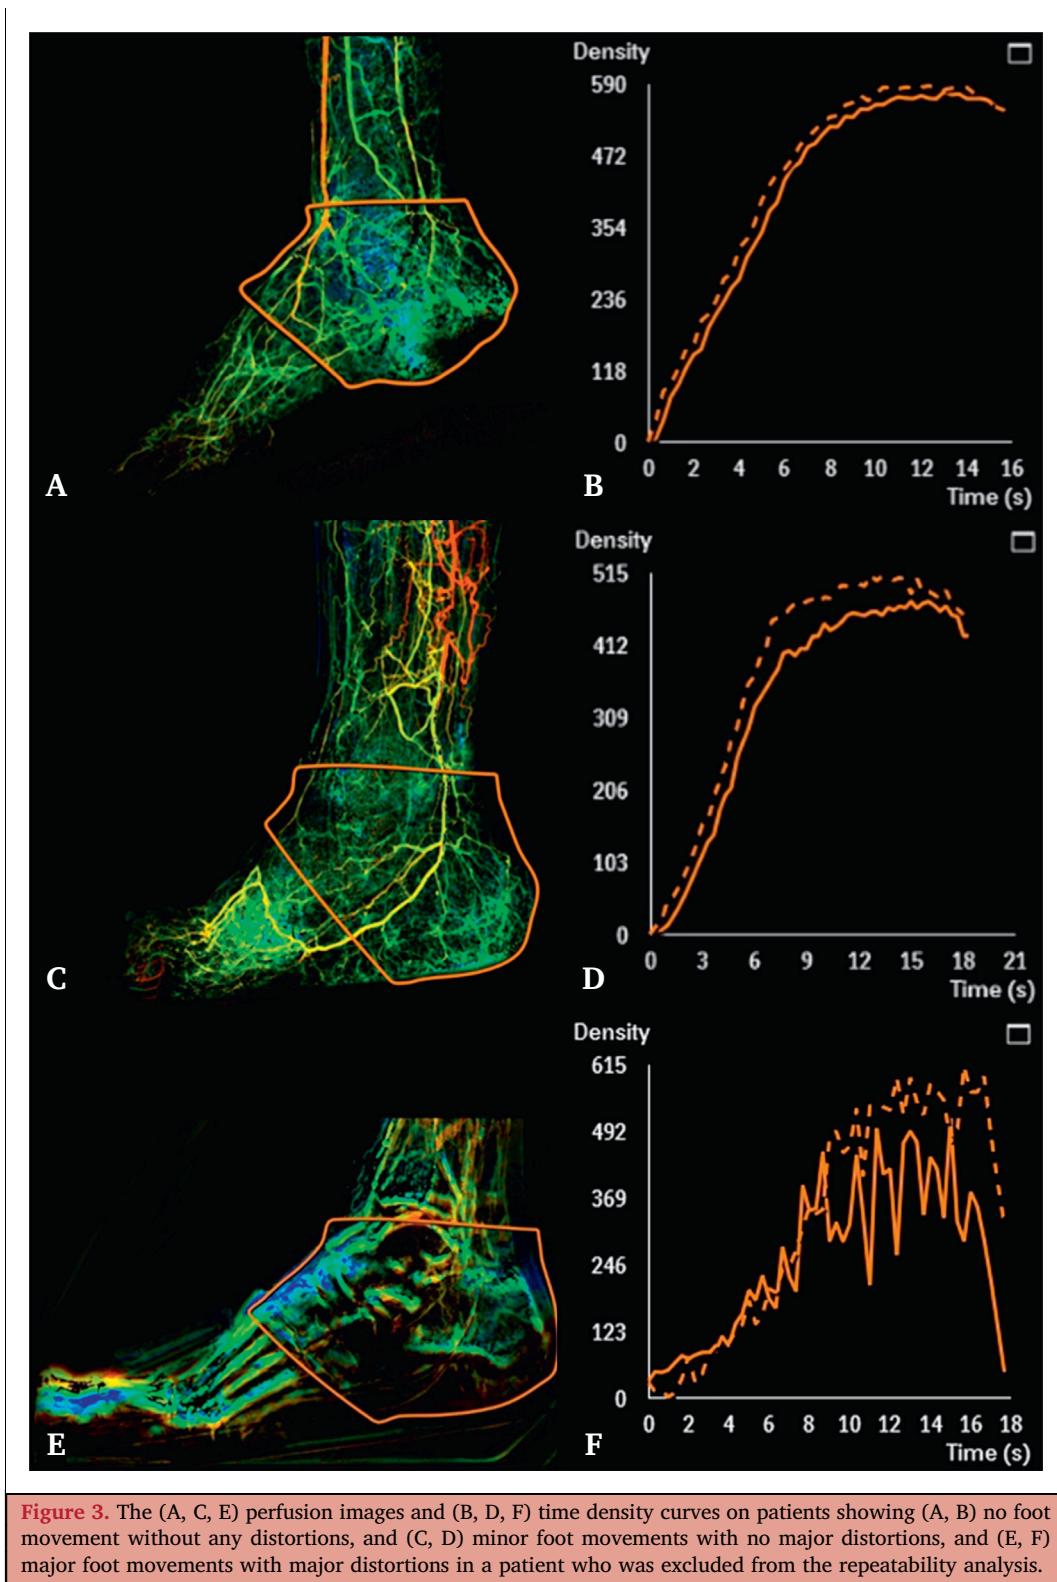 Density
590
472
354
236
118
0
0 2 4 6 8 10 12 14 16
Time (s)
A
B
Density
515
412
309
206
103
0
0 3 6 9 12 15 18 21
Time (s)
C
D
Density
615
492
369
246
123
0
0 2 4 6 8 10 12 14 16 18
Time (s)
E
F
Figure 3. The (A, C, E) perfusion images and (B, D, F) time density curves on patients showing (A, B) no foot
movement without any distortions, and (C, D) minor foot movements with no major distortions, and (E, F)
major foot movements with major distortions in a patient who was excluded from the repeatability analysis.